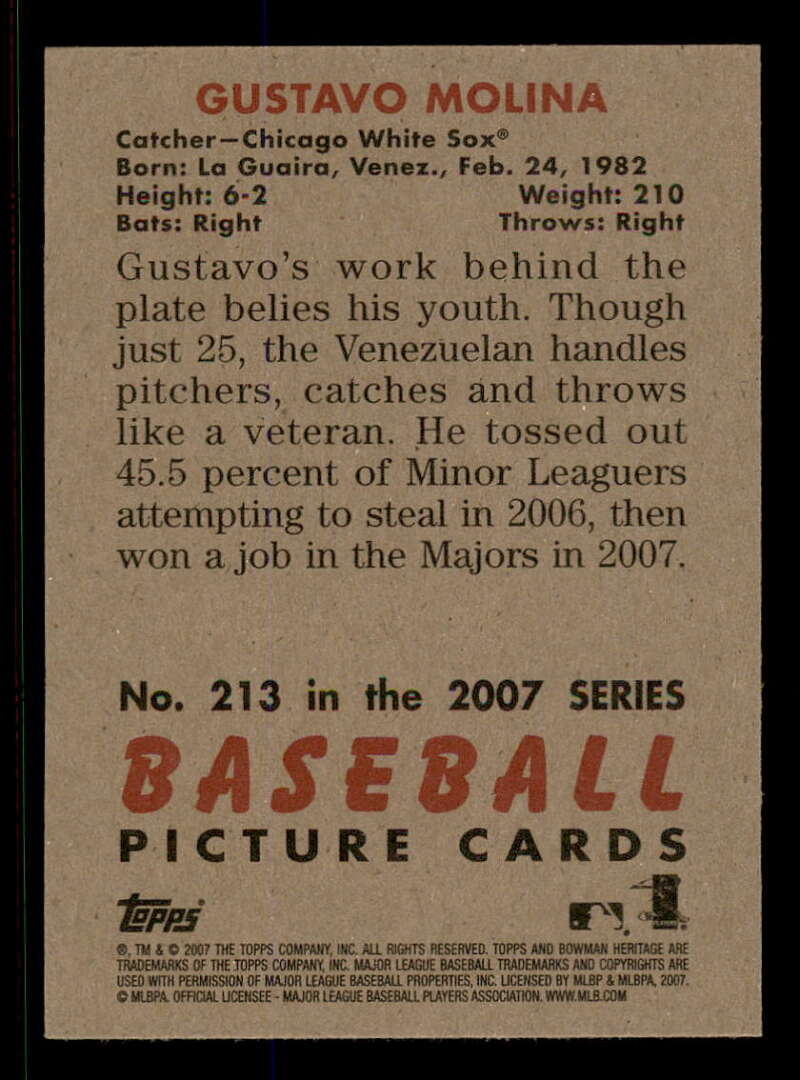 GUSTAVO MOLINA
Catcher—Chicago White Sox®
Born: La Guaira, Venez., Feb. 24, 1982
Height: 6-2 Weight: 210
Bats: Right Throws: Right
Gustavo's work behind the
plate belies his youth. Though
just 25, the Venezuelan handles
pitchers, catches and throws
like a veteran. He tossed out
45.5 percent of Minor Leaguers
attempting to steal in 2006, then
won a job in the Majors in 2007.
No. 213 in the 2007 SERIES
BASEBALL
PICTURE CARDS
topps
®, TM & © 2007 THE TOPPS COMPANY, INC. ALL RIGHTS RESERVED. TOPPS AND BOWMAN HERITAGE ARE
TRADEMARKS OF THE TOPPS COMPANY, INC. MAJOR LEAGUE BASEBALL TRADEMARKS AND COPYRIGHTS ARE
USED WITH PERMISSION OF MAJOR LEAGUE BASEBALL PROPERTIES, INC. LICENSED BY MLBP & MLBPA, 2007.
© MLBPA. OFFICIAL LICENSEE - MAJOR LEAGUE BASEBALL PLAYERS ASSOCIATION. WWW.MLB.COM